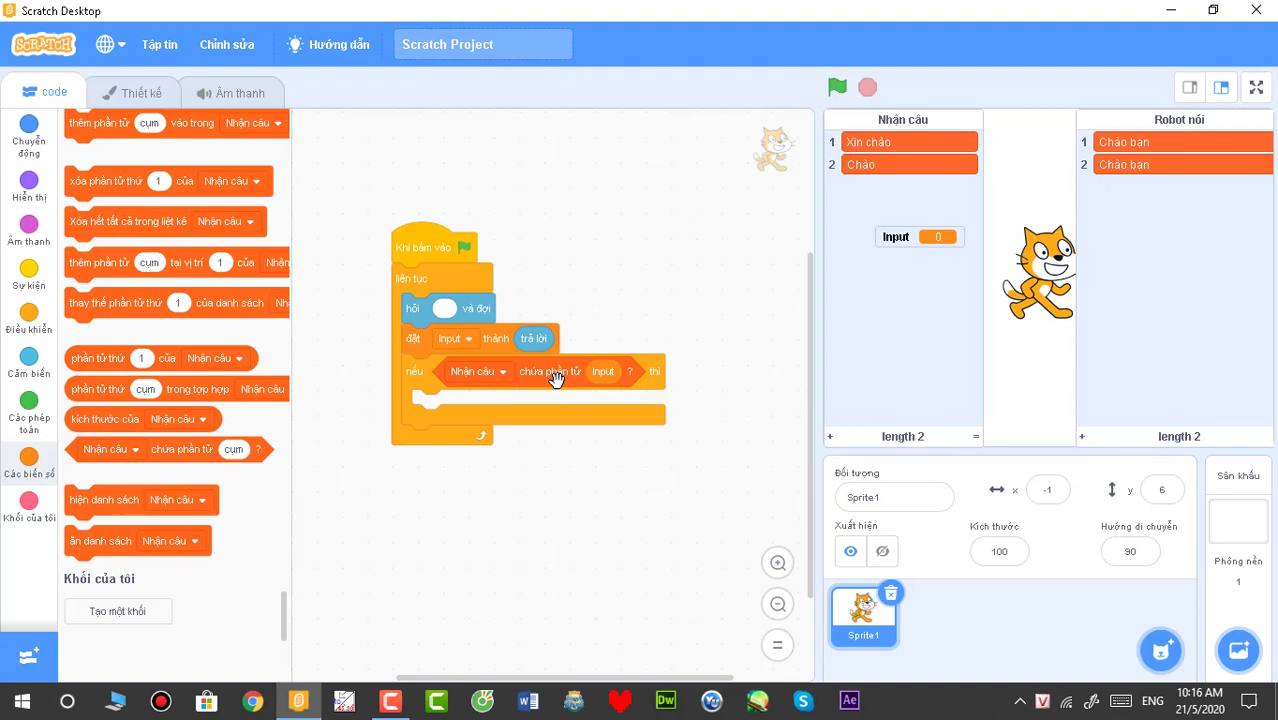 Scratch Desktop
SCRATCH
Tập tin
Chỉnh sửa
Hướng dẫn
Scratch Project
code
Thiết kế
Âm thanh
Chuyển động
Hiển thị
Âm thanh
Sự kiện
Điều khiển
Cảm biến
Các phép toán
Các biến số
Khối của tôi
thêm phần tử cụm vào trong Nhận câu
xóa phần tử thứ 1 của Nhận câu
Xóa hết tất cả trong liệt kê Nhận câu
thêm phần tử cụm tại vị trí 1 của Nhận
thay thế phần tử thứ 1 của danh sách
phần tử thứ 1 của Nhận câu
phần tử thứ cụm trong tợp hợp Nhận câu
kích thước của Nhận câu
Nhận câu chứa phần tử cụm ?
hiện danh sách Nhận câu
ẩn danh sách Nhận câu
Khối của tôi
Tạo một khối
Khi bấm vào
liên tục
hỏi và đợi
đặt Input thành trả lời
nếu Nhận câu chứa phần tử Input ? thì
Nhận câu
1 Xin chào
2 Chào
+ length 2 =
Input 0
Robot nói
1 Chào bạn
2 Chào bạn
+ length 2
Đối tượng
Sprite1
x -1
y 6
Xuất hiện
Kích thước
100
Hướng di chuyển
90
Sprite1
Sân khấu
Phông nền
1
ENG
10:16 AM
21/5/2020
Dw
Ae